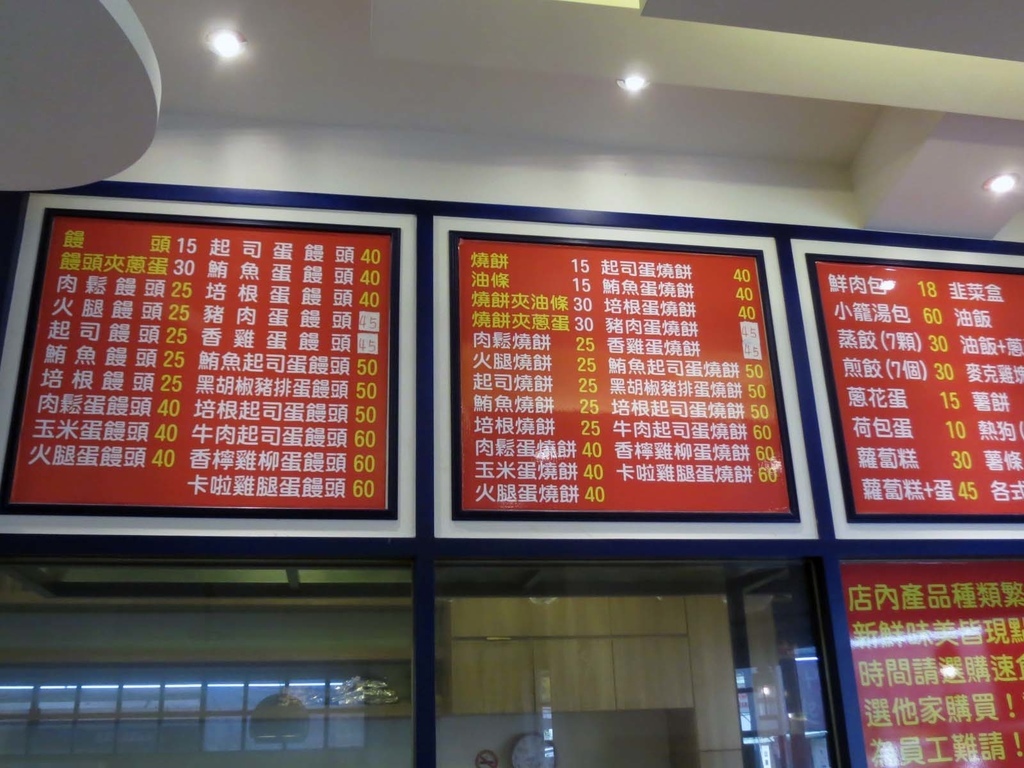 饅頭 15
饅頭夾蔥蛋 30
肉鬆饅頭 25
火腿饅頭 25
起司饅頭 25
鮪魚饅頭 25
培根饅頭 25
肉鬆蛋饅頭 40
玉米蛋饅頭 40
火腿蛋饅頭 40
起司蛋饅頭 40
鮪魚蛋饅頭 40
培根蛋饅頭 40
豬肉蛋饅頭 45
香雞蛋饅頭 45
鮪魚起司蛋饅頭 50
黑胡椒豬排蛋饅頭 50
培根起司蛋饅頭 50
牛肉起司蛋饅頭 60
香檸雞柳蛋饅頭 60
卡啦雞腿蛋饅頭 60
燒餅 15
油條 15
燒餅夾油條 30
燒餅夾蔥蛋 30
肉鬆燒餅 25
火腿燒餅 25
起司燒餅 25
鮪魚燒餅 25
培根燒餅 25
肉鬆蛋燒餅 40
玉米蛋燒餅 40
火腿蛋燒餅 40
起司蛋燒餅 40
鮪魚蛋燒餅 40
培根蛋燒餅 40
豬肉蛋燒餅 45
香雞蛋燒餅 45
鮪魚起司蛋燒餅 50
黑胡椒豬排蛋燒餅 50
培根起司蛋燒餅 50
牛肉起司蛋燒餅 60
香檸雞柳蛋燒餅 60
卡啦雞腿蛋燒餅 60
鮮肉包 18
小籠湯包 60
蒸餃(7顆) 30
煎餃(7個) 30
蔥花蛋 15
荷包蛋 10
蘿蔔糕 30
蘿蔔糕+蛋 45
韭菜盒
油飯
油飯+蔥
麥克雞塊
薯餅
熱狗(
薯條
各式
店內產品種類繁
新鮮味美皆現點
時間請選購速食
選他家購買!
為員工難請!